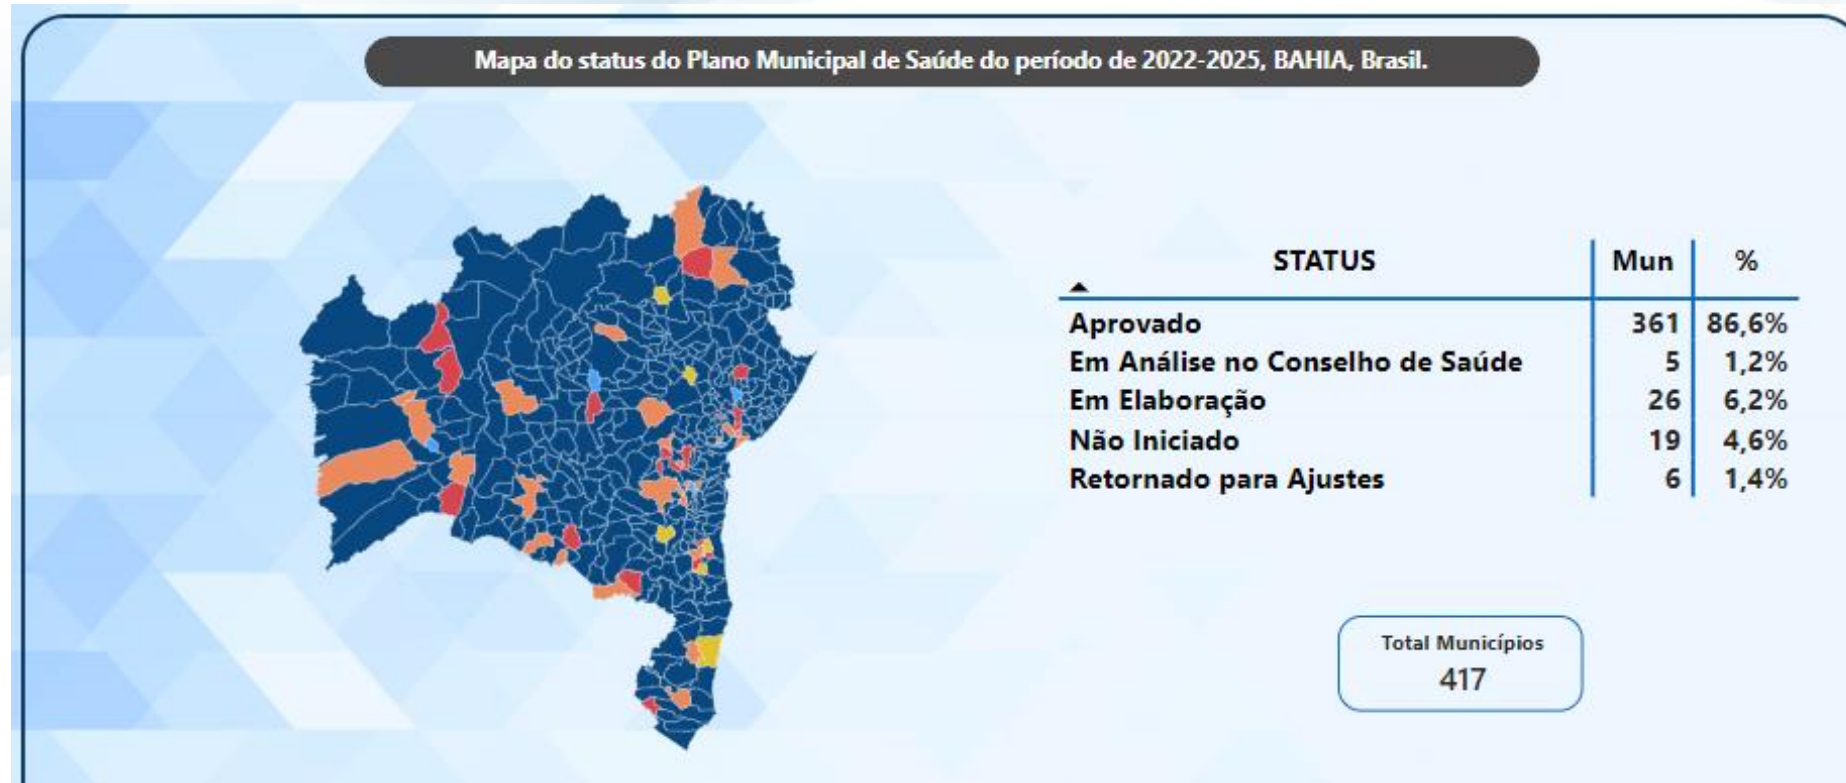 Mapa do status do Plano Municipal de Saúde do período de 2022-2025, BAHIA, Brasil.
STATUS Mun %
Aprovado 361 86,6%
Em Análise no Conselho de Saúde 5 1,2%
Em Elaboração 26 6,2%
Não Iniciado 19 4,6%
Retornado para Ajustes 6 1,4%
Total Municípios
417